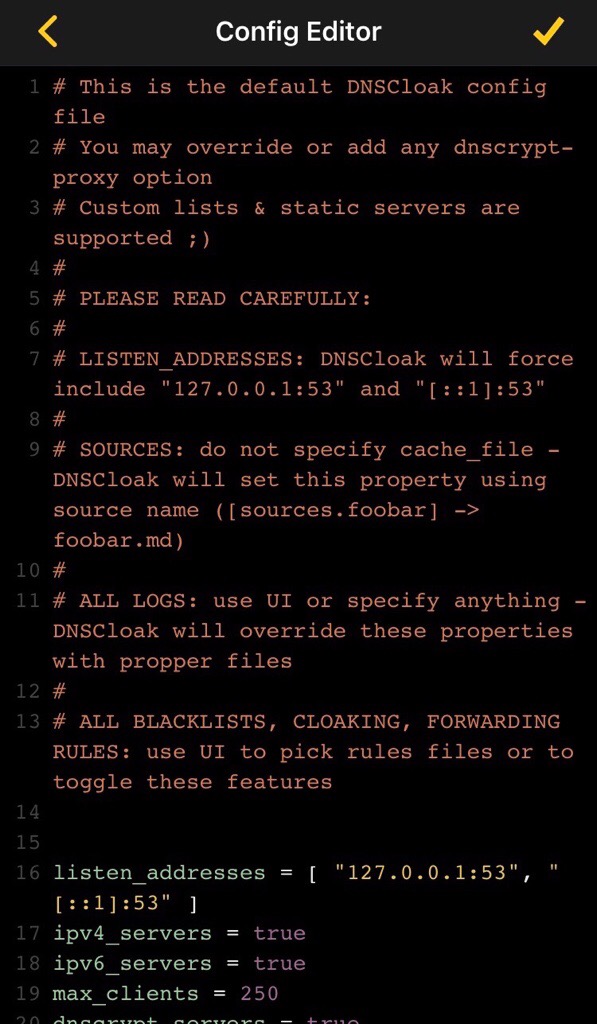 Config Editor
1 # This is the default DNSCloak config
file
2 # You may override or add any dnscrypt-
proxy option
3 # Custom lists & static servers are
supported ;)
4 #
5 # PLEASE READ CAREFULLY:
6 #
7 # LISTEN_ADDRESSES: DNSCloak will force
include "127.0.0.1:53" and "[::1]:53"
8 #
9 # SOURCES: do not specify cache_file -
DNSCloak will set this property using
source name ([sources.foobar] ->
foobar.md)
10 #
11 # ALL LOGS: use UI or specify anything -
DNSCloak will override these properties
with propper files
12 #
13 # ALL BLACKLISTS, CLOAKING, FORWARDING
RULES: use UI to pick rules files or to
toggle these features
14
15
16 listen_addresses = [ "127.0.0.1:53", "
[::1]:53" ]
17 ipv4_servers = true
18 ipv6_servers = true
19 max_clients = 250
20 dnscrypt_servers = true